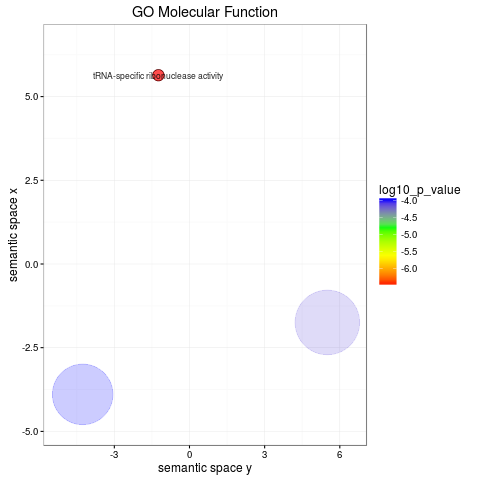 GO Molecular Function
tRNA-specific ribonuclease activity
5.0
2.5
0.0
-2.5
-5.0
semantic space x
-3
0
3
6
semantic space y
log10_p_value
-4.0
-4.5
-5.0
-5.5
-6.0